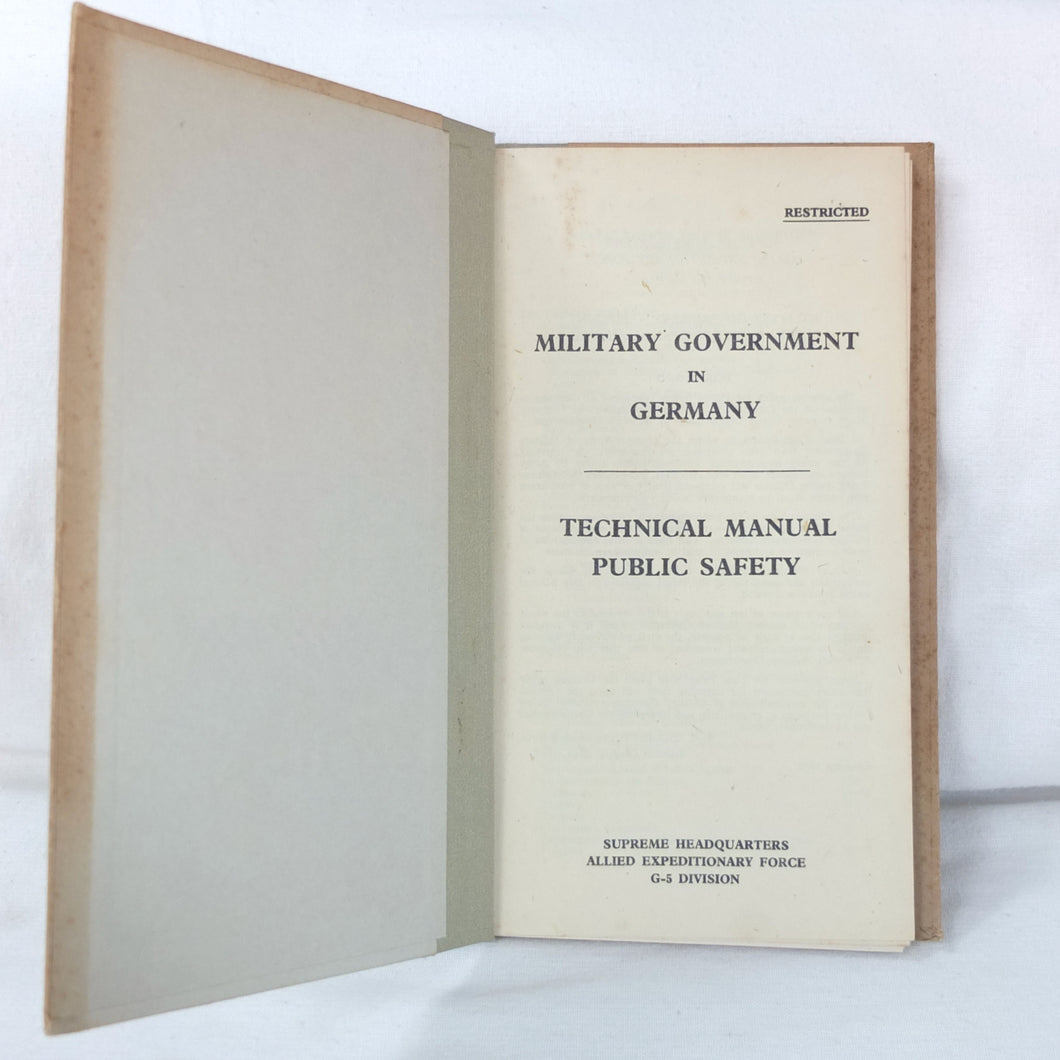 RESTRICTED
MILITARY GOVERNMENT
IN
GERMANY
TECHNICAL MANUAL
PUBLIC SAFETY
SUPREME HEADQUARTERS
ALLIED EXPEDITIONARY FORCE
G-5 DIVISION